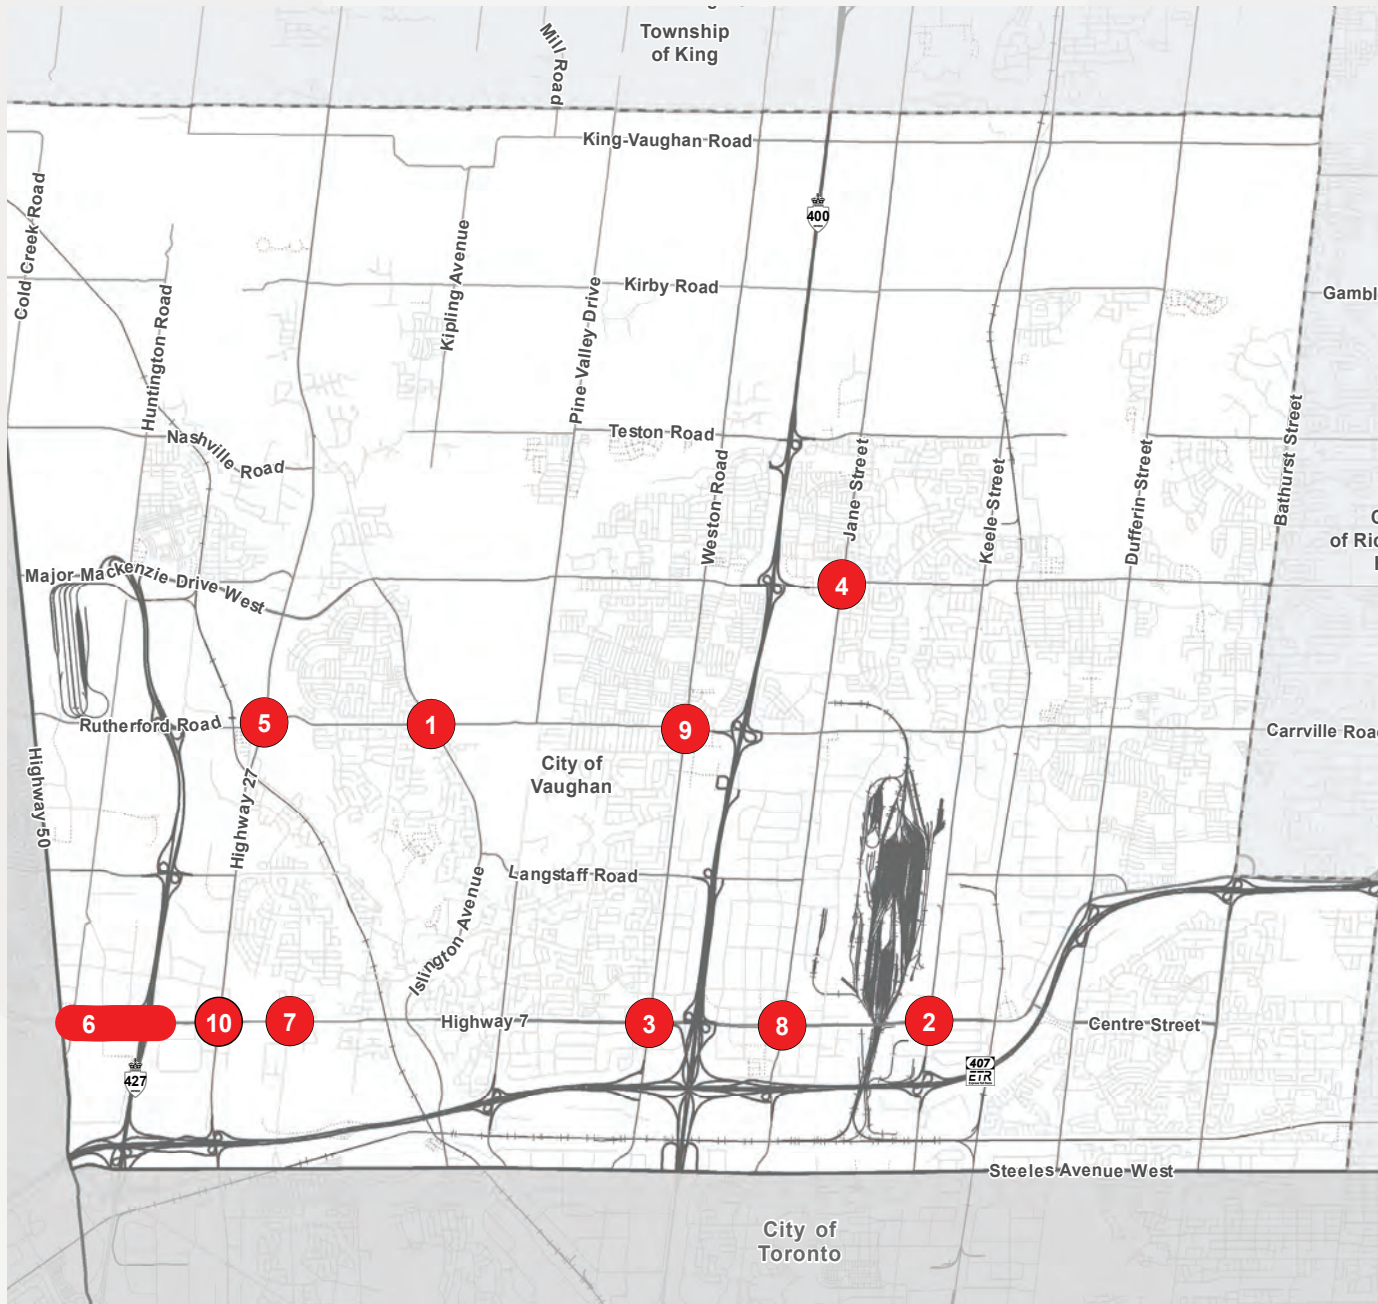 Township
of King
Mill Road
King-Vaughan Road
Cold Creek Road
400
Kipling Avenue
Kirby Road
Gambl
Huntington Road
Pine Valley Drive
Teston Road
Nashville Road
Weston Road
Jane Street
Keele Street
Dufferin Street
Bathurst Street
of Ric
Major Mackenzie Drive West
4
Rutherford Road
5
1
9
Carrville Roa
City of
Vaughan
Highway 50
Highway 27
Langstaff Road
Islington Avenue
6
10
7
Highway 7
3
8
2
Centre Street
427
407
ETR
Steeles Avenue West
City of
Toronto